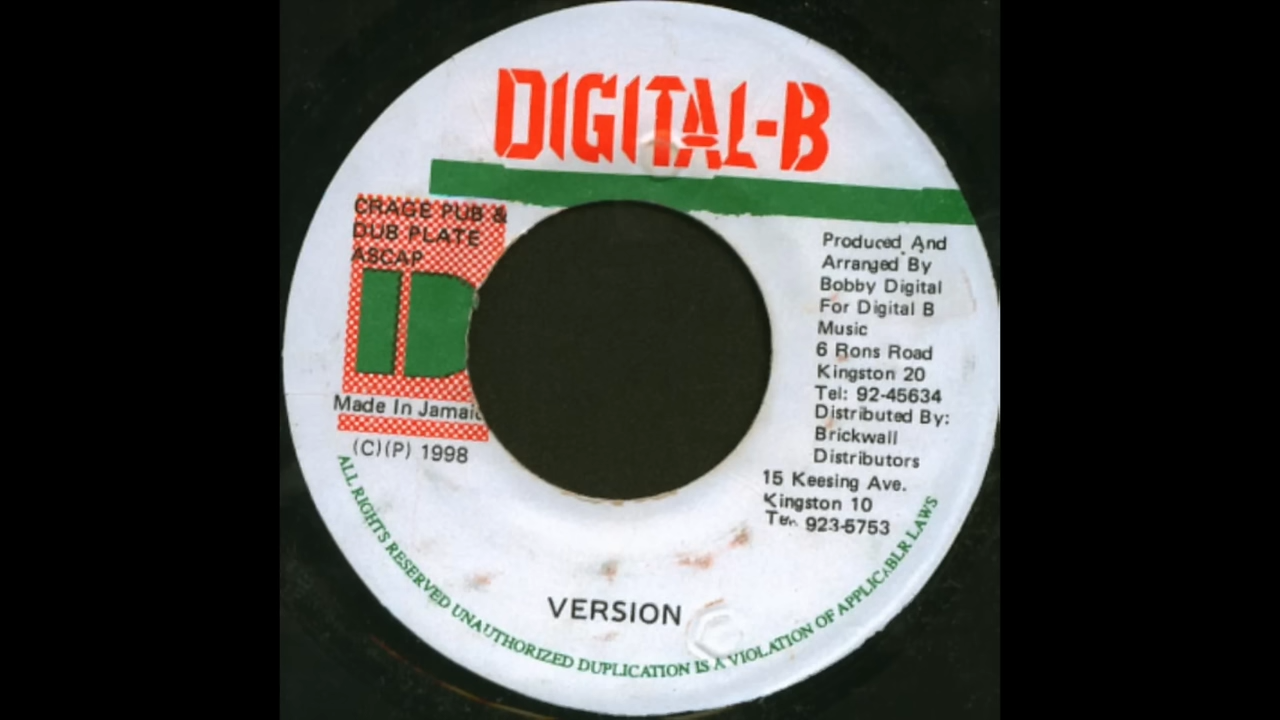 DIGITAL-B
CRAGE PUB &
DUB PLATE
ASCAP
D
Made In Jamaic
(C)(P) 1998
Produced And
Arranged By
Bobby Digital
For Digital B
Music
6 Rons Road
Kingston 20
Tel: 92-45634
Distributed By:
Brickwall
Distributors
15 Keesing Ave.
Kingston 10
923-5753
VERSION
ALL RIGHTS RESERVED UNAUTHORIZED DUPLICATION IS A VIOLATION OF APPLICABLR LAWS